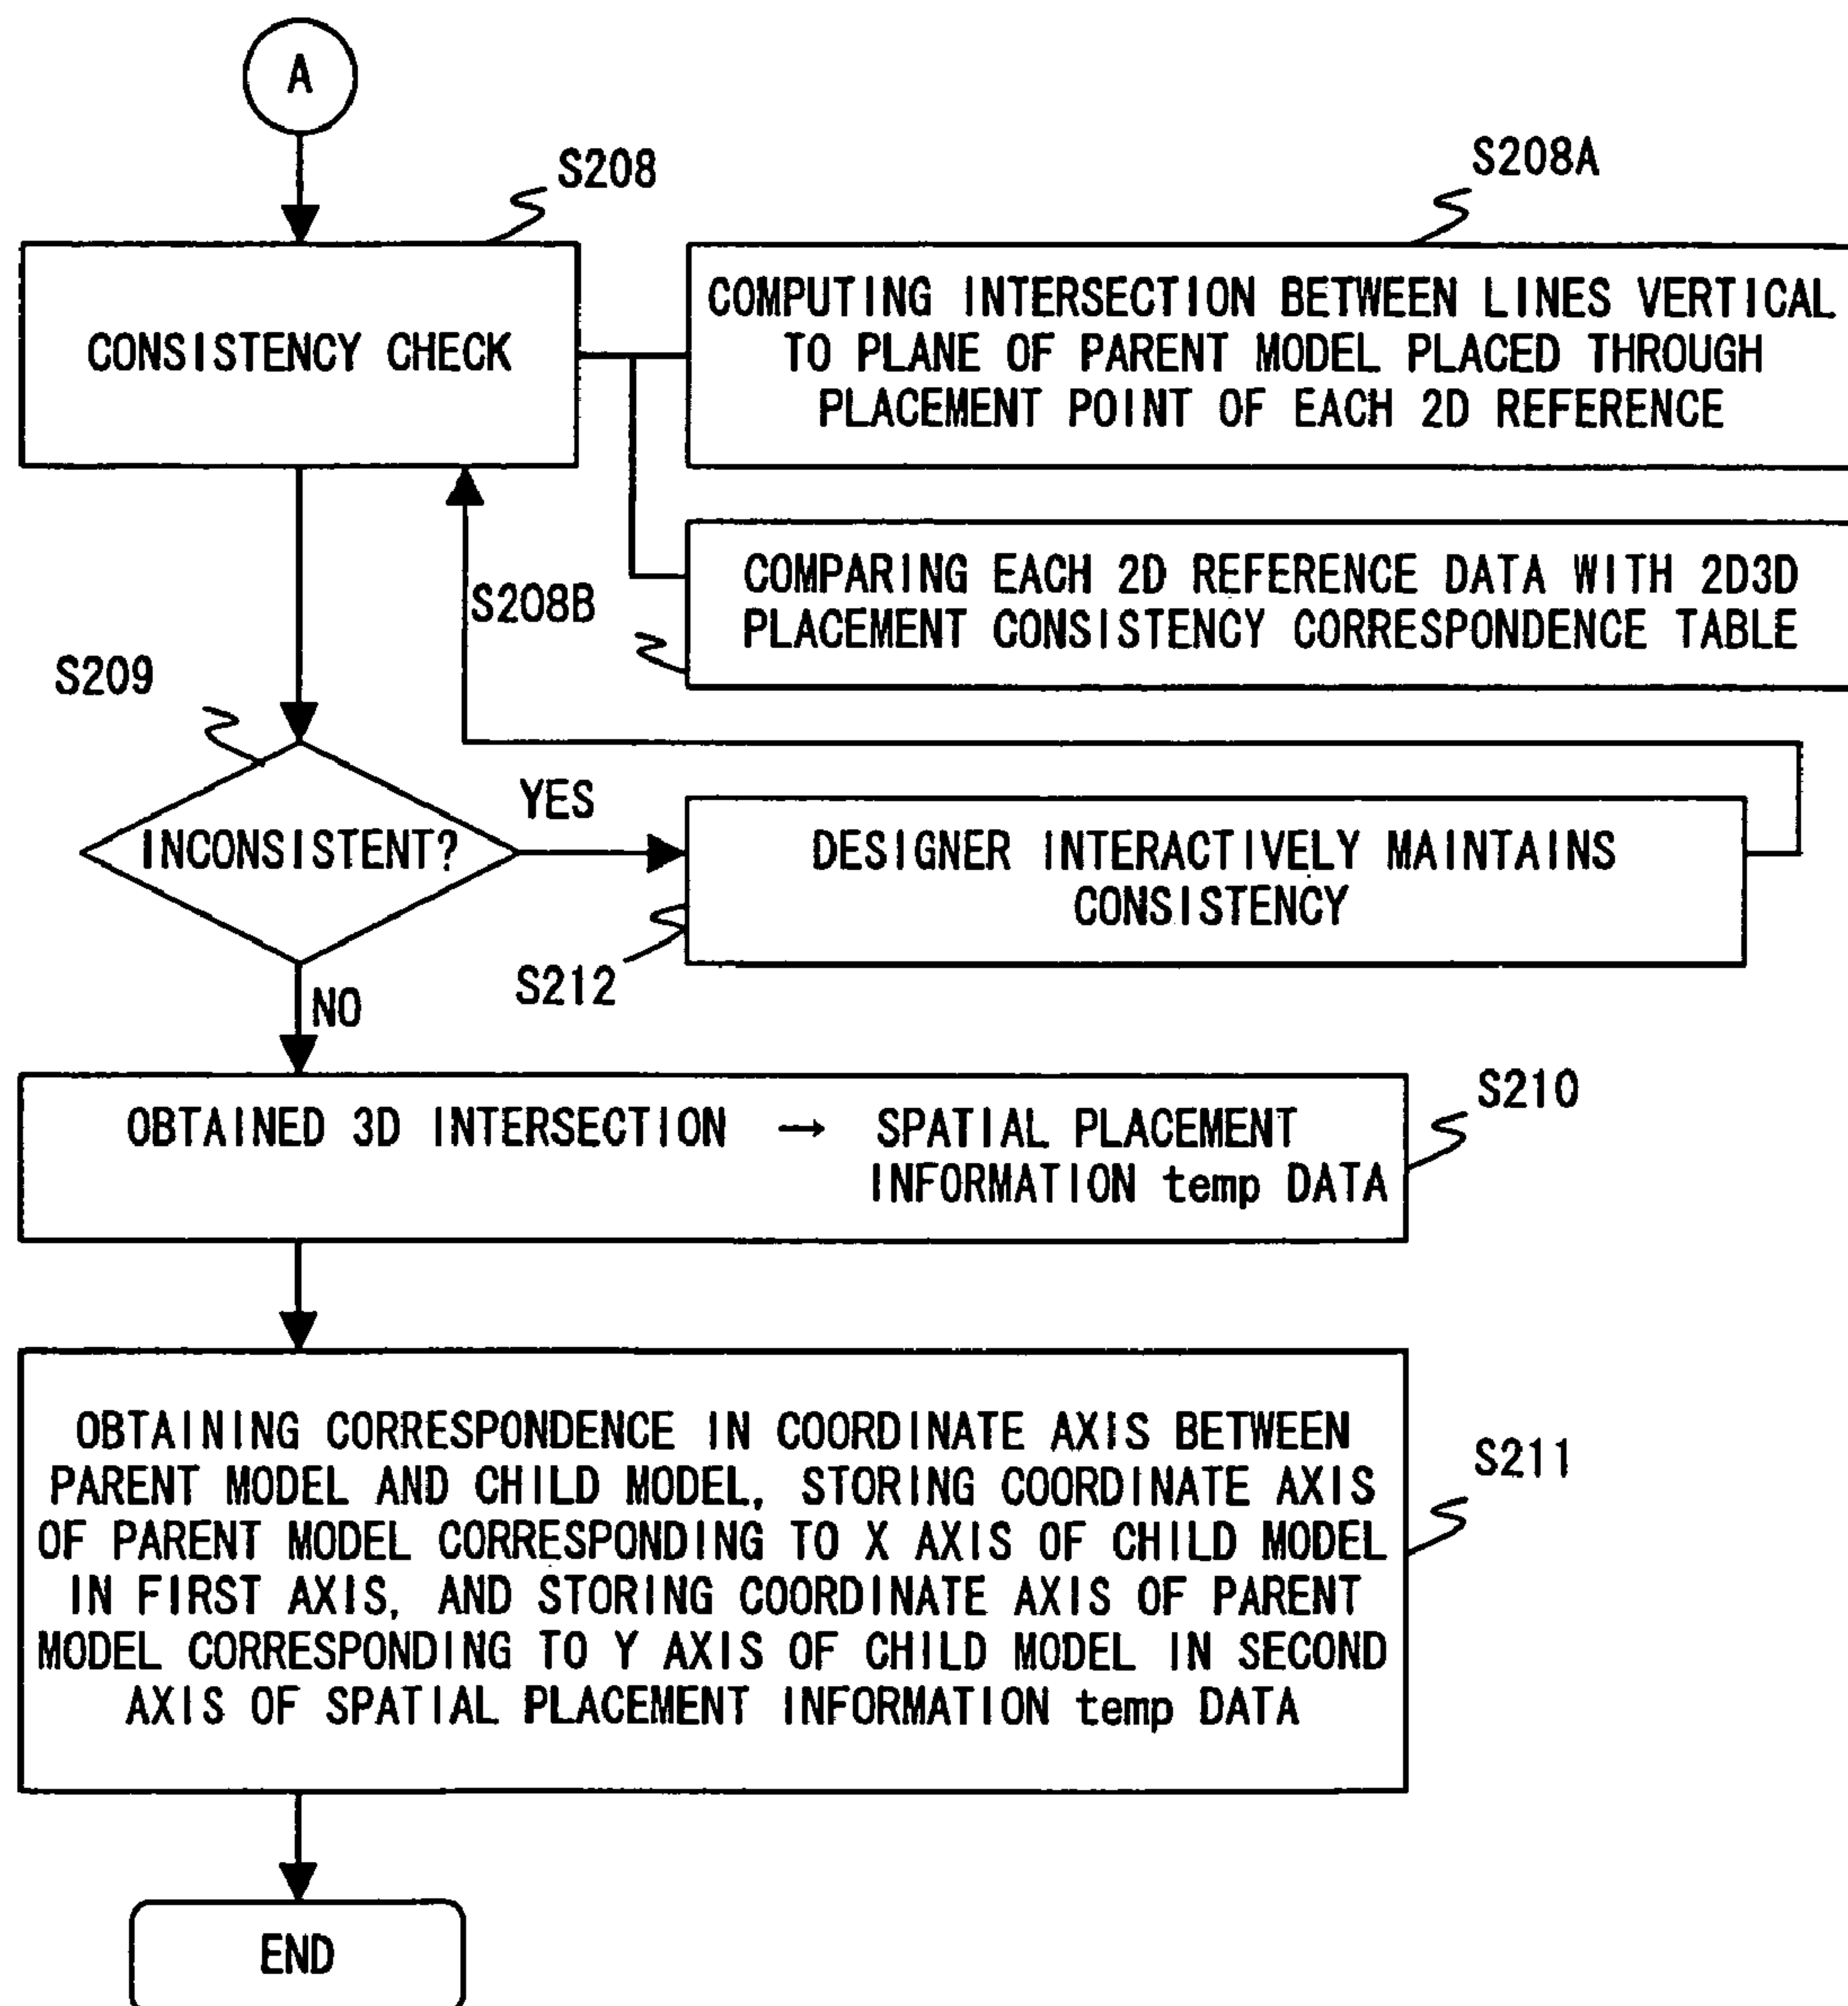 A
S208
S208A
CONSISTENCY CHECK
COMPUTING INTERSECTION BETWEEN LINES VERTICAL
TO PLANE OF PARENT MODEL PLACED THROUGH
PLACEMENT POINT OF EACH 2D REFERENCE
S208B
COMPARING EACH 2D REFERENCE DATA WITH 2D3D
PLACEMENT CONSISTENCY CORRESPONDENCE TABLE
S209
INCONSISTENT?
YES
DESIGNER INTERACTIVELY MAINTAINS
CONSISTENCY
S212
NO
OBTAINED 3D INTERSECTION → SPATIAL PLACEMENT
INFORMATION temp DATA
S210
OBTAINING CORRESPONDENCE IN COORDINATE AXIS BETWEEN
PARENT MODEL AND CHILD MODEL, STORING COORDINATE AXIS
OF PARENT MODEL CORRESPONDING TO X AXIS OF CHILD MODEL
IN FIRST AXIS, AND STORING COORDINATE AXIS OF PARENT
MODEL CORRESPONDING TO Y AXIS OF CHILD MODEL IN SECOND
AXIS OF SPATIAL PLACEMENT INFORMATION temp DATA
S211
END